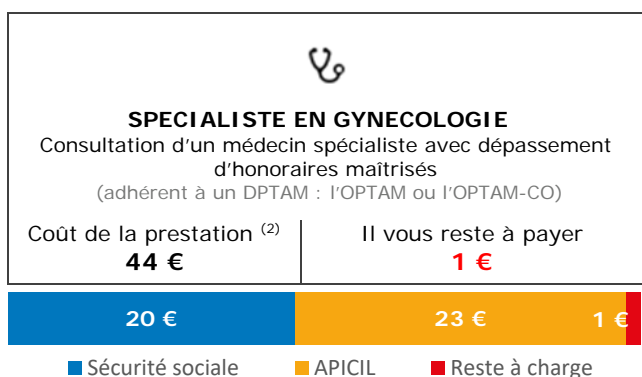 SPECIALISTE EN GYNECOLOGIE
Consultation d'un médecin spécialiste avec dépassement
d'honoraires maîtrisés
(adhérent à un DPTAM : l'OPTAM ou l'OPTAM-CO)
Coût de la prestation (2)
44 €
Il vous reste à payer
1 €
20 € 23 € 1 €
Sécurité sociale APICIL Reste à charge